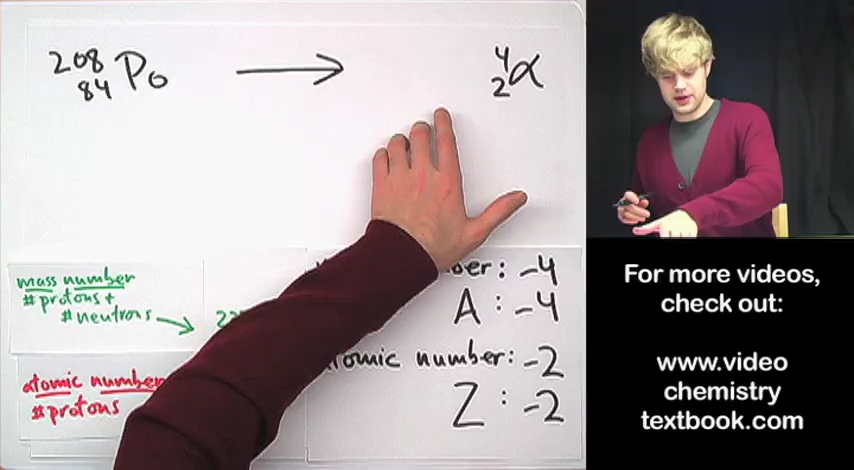 208
84 Po → 4
2 α
mass number
#protons +
#neutrons →
atomic number
#protons
: -4
A : -4
number: -2
Z : -2
For more videos,
check out:
www.video
chemistry
textbook.com